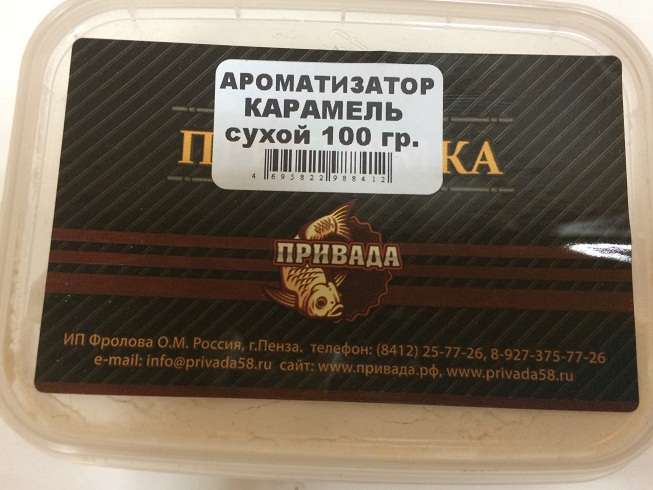 АРОМАТИЗАТОР
КАРАМЕЛЬ
сухой 100 гр.
4 695822 988412
ПРИВАДА
ИП Фролова О.М. Россия, г.Пенза. телефон: (8412) 25-77-26, 8-927-375-77-26
e-mail: info@privada58.ru сайт: www.привада.рф, www.privada58.ru